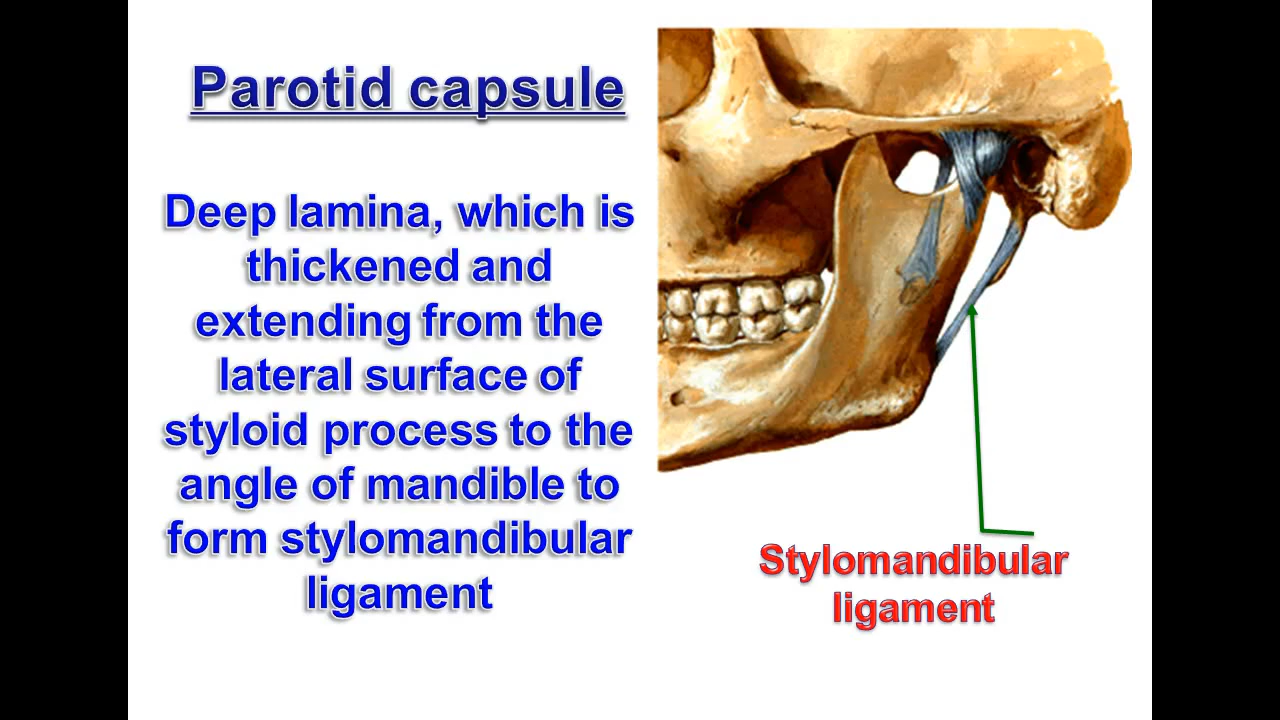 Parotid capsule
Deep lamina, which is
thickened and
extending from the
lateral surface of
styloid process to the
angle of mandible to
form stylomandibular
ligament
Stylomandibular
ligament